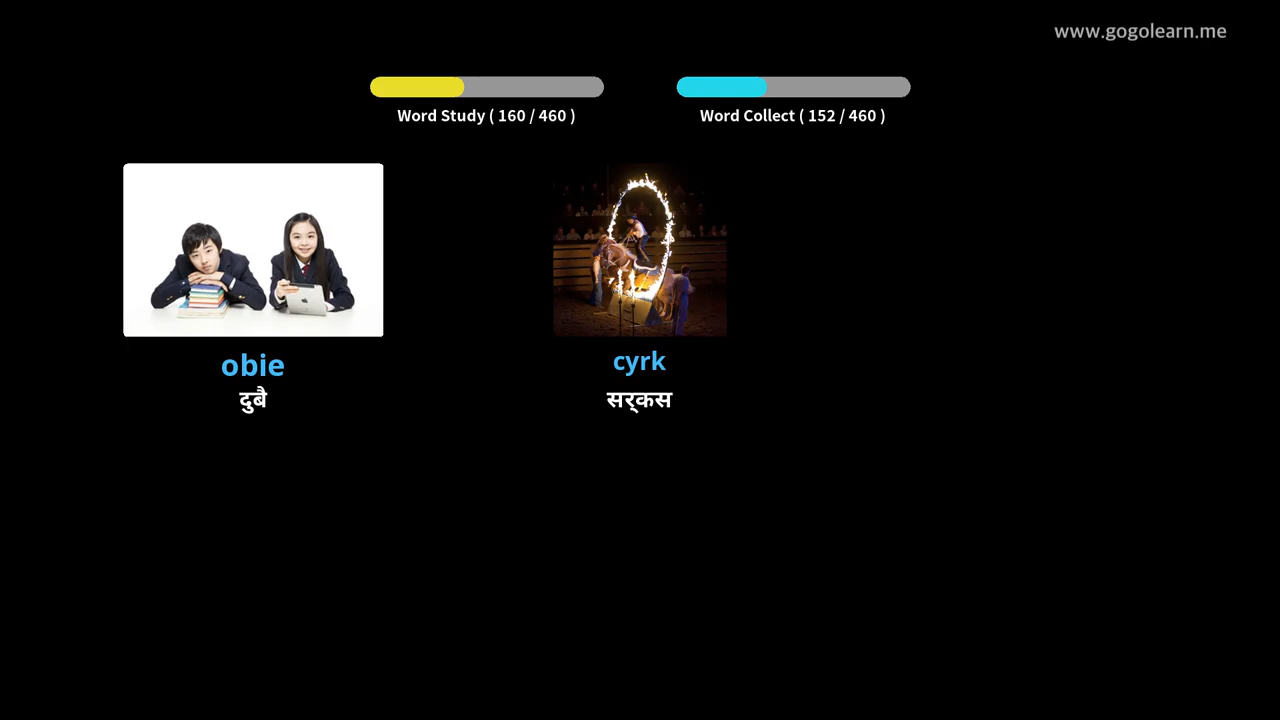 www.gogolearn.me
Word Study ( 160 / 460 )
Word Collect ( 152 / 460 )
obie
दुबै
cyrk
सर्‍कस